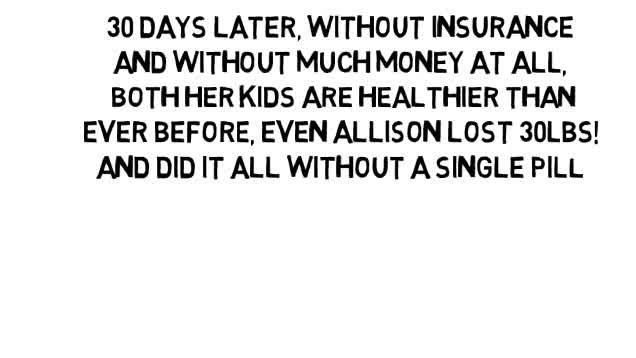 30 DAYS LATER, WITHOUT INSURANCE
AND WITHOUT MUCH MONEY AT ALL,
BOTH HER KIDS ARE HEALTHIER THAN
EVER BEFORE, EVEN ALLISON LOST 30LBS!
AND DID IT ALL WITHOUT A SINGLE PILL